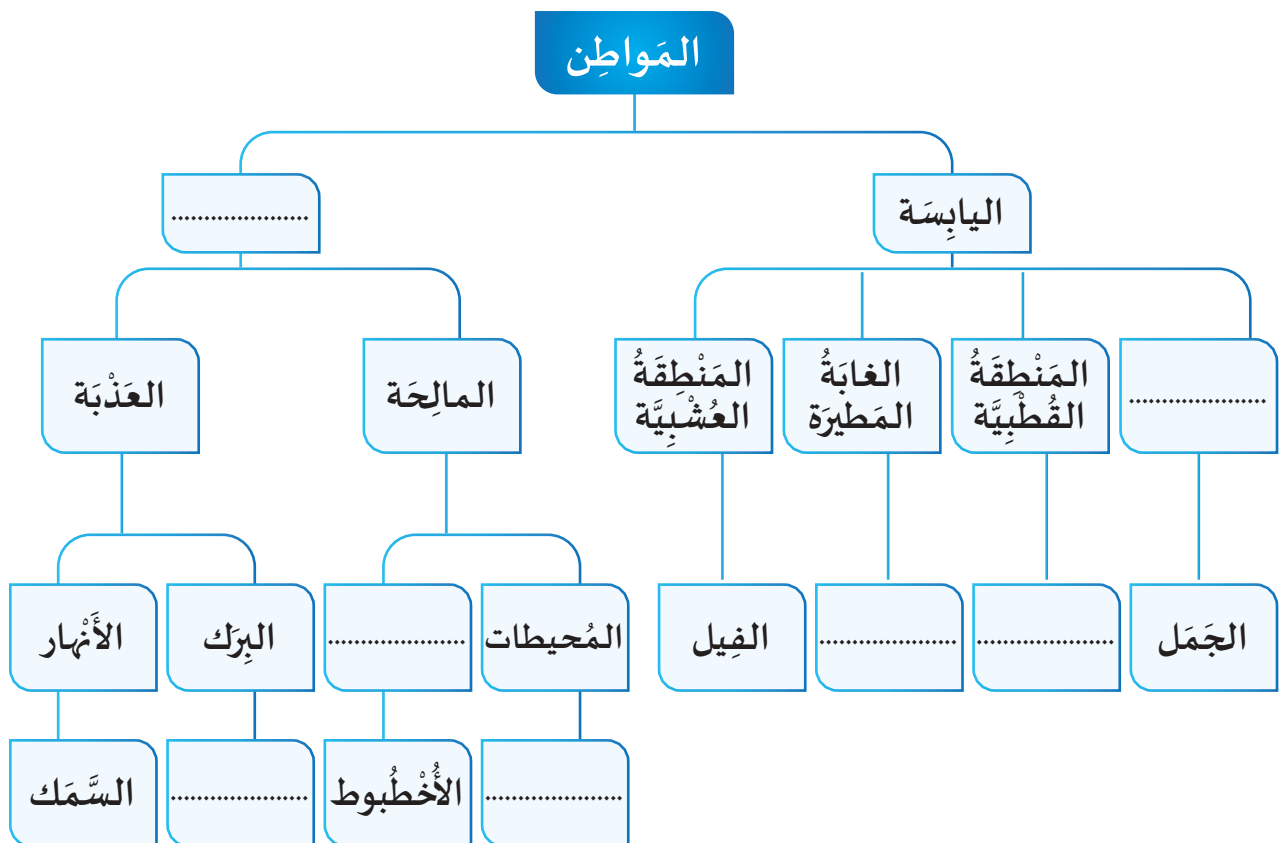 المَواطِن
اليابِسَة
.....................
.....................
المَنْطِقَةُ
القُطْبِيَّة
الغابَةُ
المَطيرَة
المَنْطِقَةُ
العُشْبِيَّة
المالِحَة
العَذْبَة
الجَمَل
.....................
.....................
الفِيل
المُحيطات
.....................
البِرَك
الأَنْهار
.....................
الأُخْطُبوط
.....................
السَّمَك